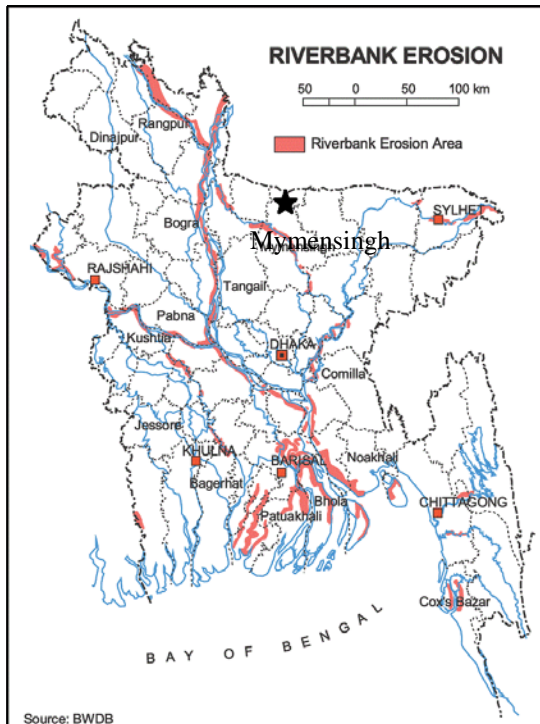 RIVERBANK EROSION
50 0 50 100 km
Riverbank Erosion Area
Rangpur
Dinajpur
SYLHET
Bogra
Mymensingh
RAJSHAHI
Tangail
Pabna
Kushtia
DHAKA
Comilla
Jessore
KHULNA
BARISAL
Noakhali
Bagerhat
Bhola
CHITTAGONG
Patuakhali
Cox's Bazar
BAY OF BENGAL
Source: BWDB